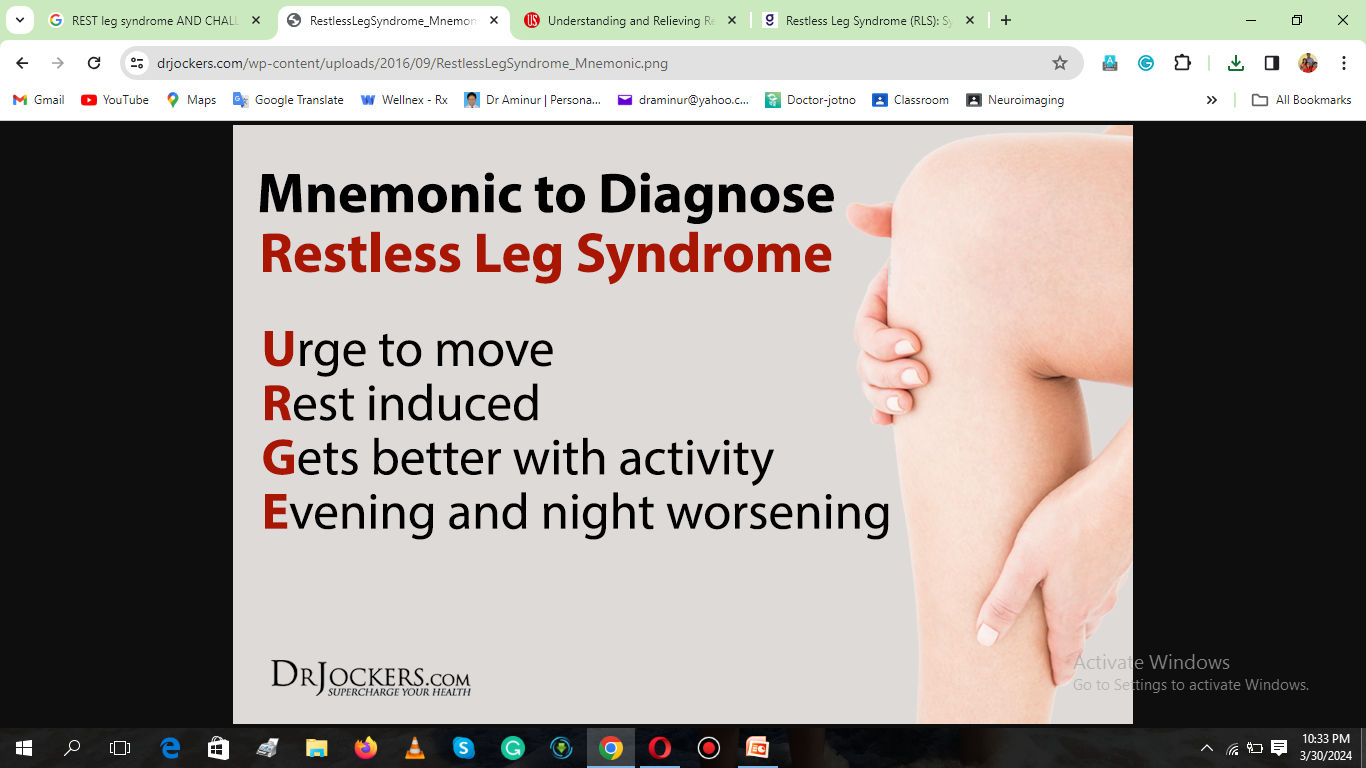 REST leg syndrome AND CHALL
RestlessLegSyndrome_Mnemon
Understanding and Relieving Re
Restless Leg Syndrome (RLS): Sy
drjockers.com/wp-content/uploads/2016/09/RestlessLegSyndrome_Mnemonic.png
Gmail
YouTube
Maps
Google Translate
Wellnex - Rx
Dr Aminur | Persona...
draminur@yahoo.c...
Doctor-jotno
Classroom
Neuroimaging
All Bookmarks
Mnemonic to Diagnose
Restless Leg Syndrome
Urge to move
Rest induced
Gets better with activity
Evening and night worsening
DRJOCKERS.COM
SUPERCHARGE YOUR HEALTH
Activate Windows
Go to Settings to activate Windows.
10:33 PM
3/30/2024